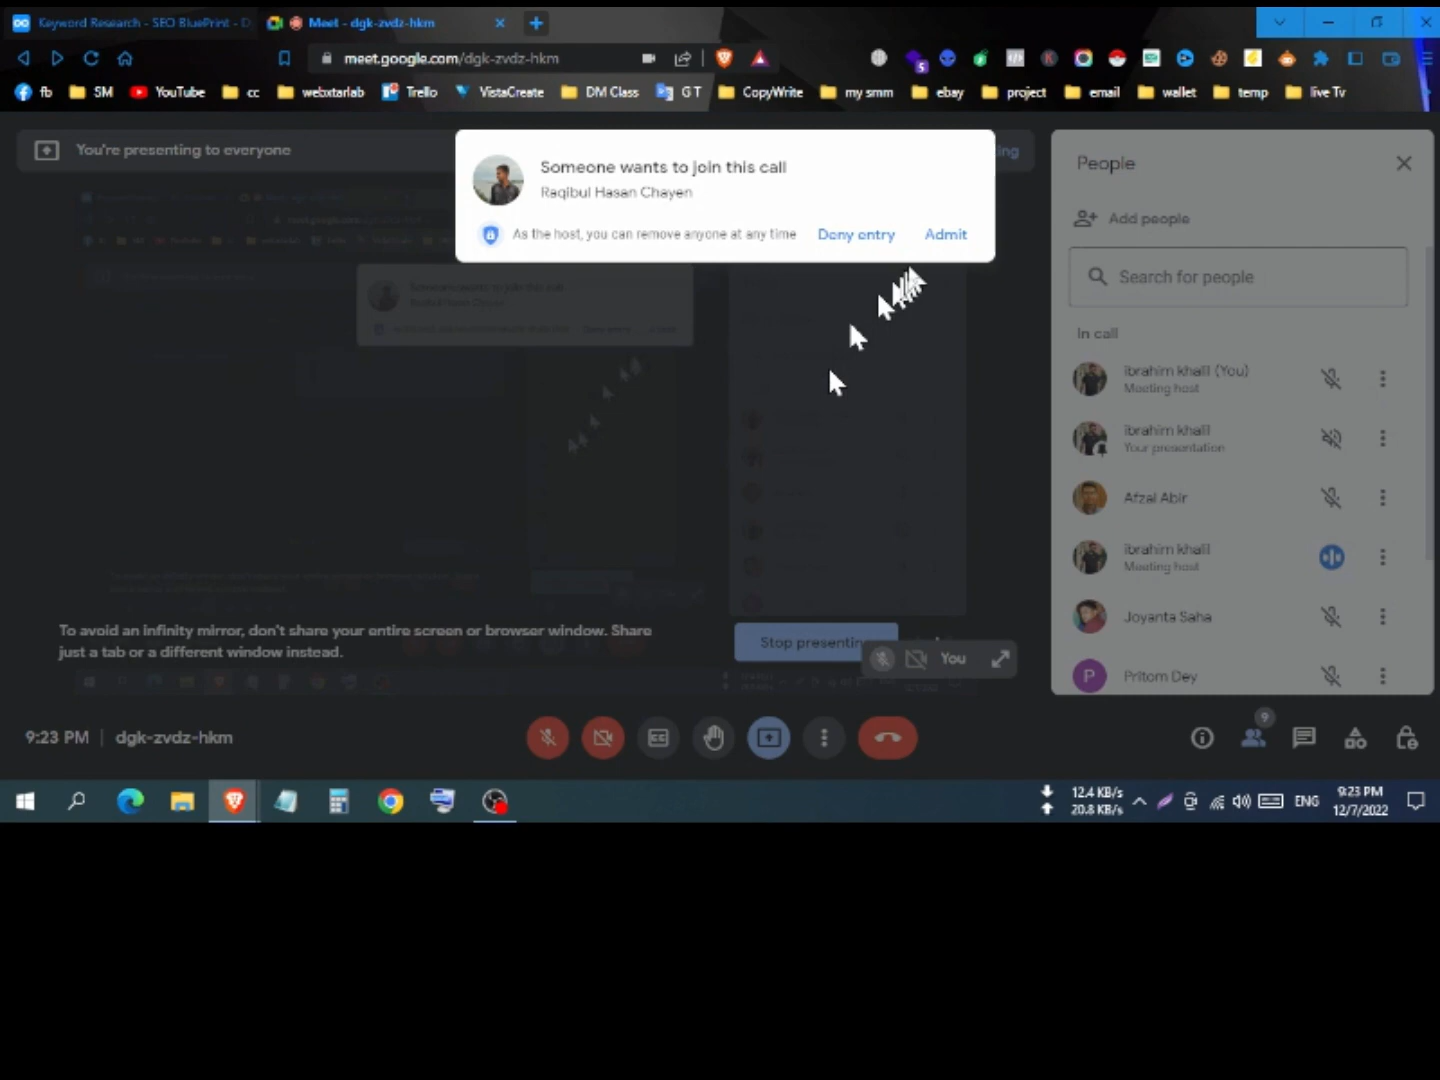 Keyword Research - SEO BluePrint - D
Meet - dgk-zvdz-hkm
meet.google.com/dgk-zvdz-hkm
fb
SM
YouTube
cc
webxtarlab
Trello
VistaCreate
DM Class
G T
CopyWrite
my smm
ebay
project
email
wallet
temp
live Tv
You're presenting to everyone
Someone wants to join this call
Raqibul Hasan Chayen
As the host, you can remove anyone at any time
Deny entry
Admit
People
Add people
Search for people
In call
ibrahim khalil (You)
Meeting host
ibrahim khalil
Your presentation
Afzal Abir
ibrahim khalil
Meeting host
Joyanta Saha
P
Pritom Dey
To avoid an infinity mirror, don't share your entire screen or browser window. Share
just a tab or a different window instead.
Stop presenting
You
9:23 PM | dgk-zvdz-hkm
9
12.4 KB/s
20.8 KB/s
ENG
9:23 PM
12/7/2022